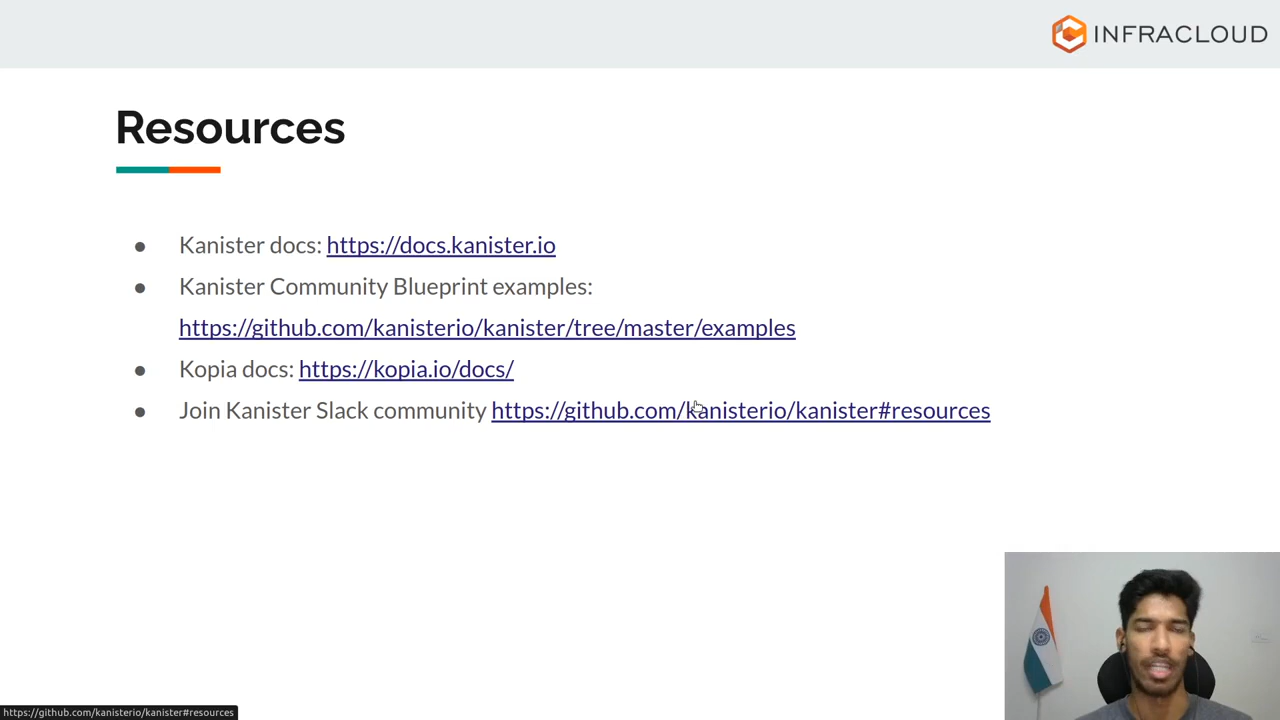 INFRACLOUD
Resources
● Kanister docs: https://docs.kanister.io
● Kanister Community Blueprint examples:
https://github.com/kanisterio/kanister/tree/master/examples
● Kopia docs: https://kopia.io/docs/
● Join Kanister Slack community https://github.com/kanisterio/kanister#resources
https://github.com/kanisterio/kanister#resources